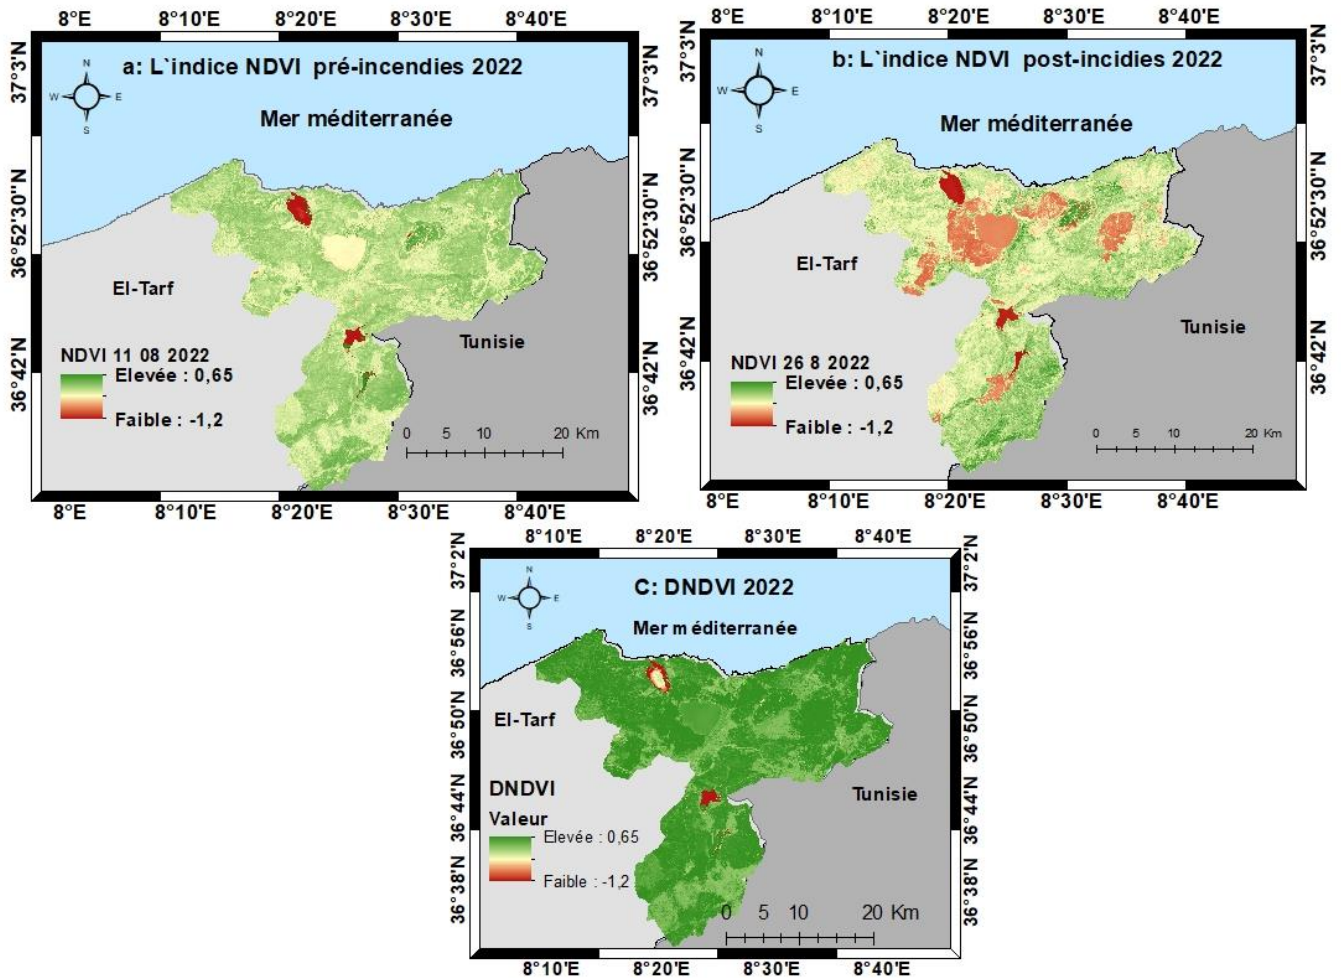 8°E 8°10'E 8°20'E 8°30'E 8°40'E
37°3'N
37°3'N
a: L`indice NDVI pré-incendies 2022
N
W E
S
Mer méditerranée
36°52'30"N
36°52'30"N
El-Tarf
Tunisie
36°42'N
36°42'N
NDVI 11 08 2022
Elevée : 0,65
Faible : -1,2
0 5 10 20 Km
8°E 8°10'E 8°20'E 8°30'E 8°40'E
8°E 8°10'E 8°20'E 8°30'E 8°40'E
37°3'N
37°3'N
b: L'indice NDVI post-incidies 2022
N
W E
S
Mer méditerranée
36°52'30"N
36°52'30"N
El-Tarf
Tunisie
36°42'N
36°42'N
NDVI 26 8 2022
Elevée : 0,65
Faible : -1,2
0 5 10 20 Km
8°E 8°10'E 8°20'E 8°30'E 8°40'E
8°10'E 8°20'E 8°30'E 8°40'E
37°2'N
37°2'N
C: DNDVI 2022
N
W E
S
Mer méditerranée
36°56'N
36°56'N
El-Tarf
36°50'N
36°50'N
DNDVI
Tunisie
Valeur
36°44'N
36°44'N
Elevée : 0,65
Faible : -1,2
36°38'N
36°38'N
0 5 10 20 Km
8°10'E 8°20'E 8°30'E 8°40'E